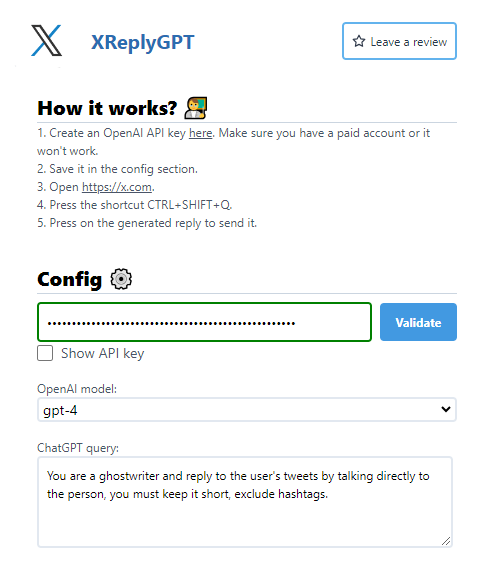 XReplyGPT
Leave a review
How it works?
1. Create an OpenAI API key here. Make sure you have a paid account or it
won't work.
2. Save it in the config section.
3. Open https://x.com.
4. Press the shortcut CTRL+SHIFT+Q.
5. Press on the generated reply to send it.
Config
••••••••••••••••••••••••••••••••••••••••••••••••••• Validate
Show API key
OpenAI model:
gpt-4
ChatGPT query:
You are a ghostwriter and reply to the user's tweets by talking directly to
the person, you must keep it short, exclude hashtags.